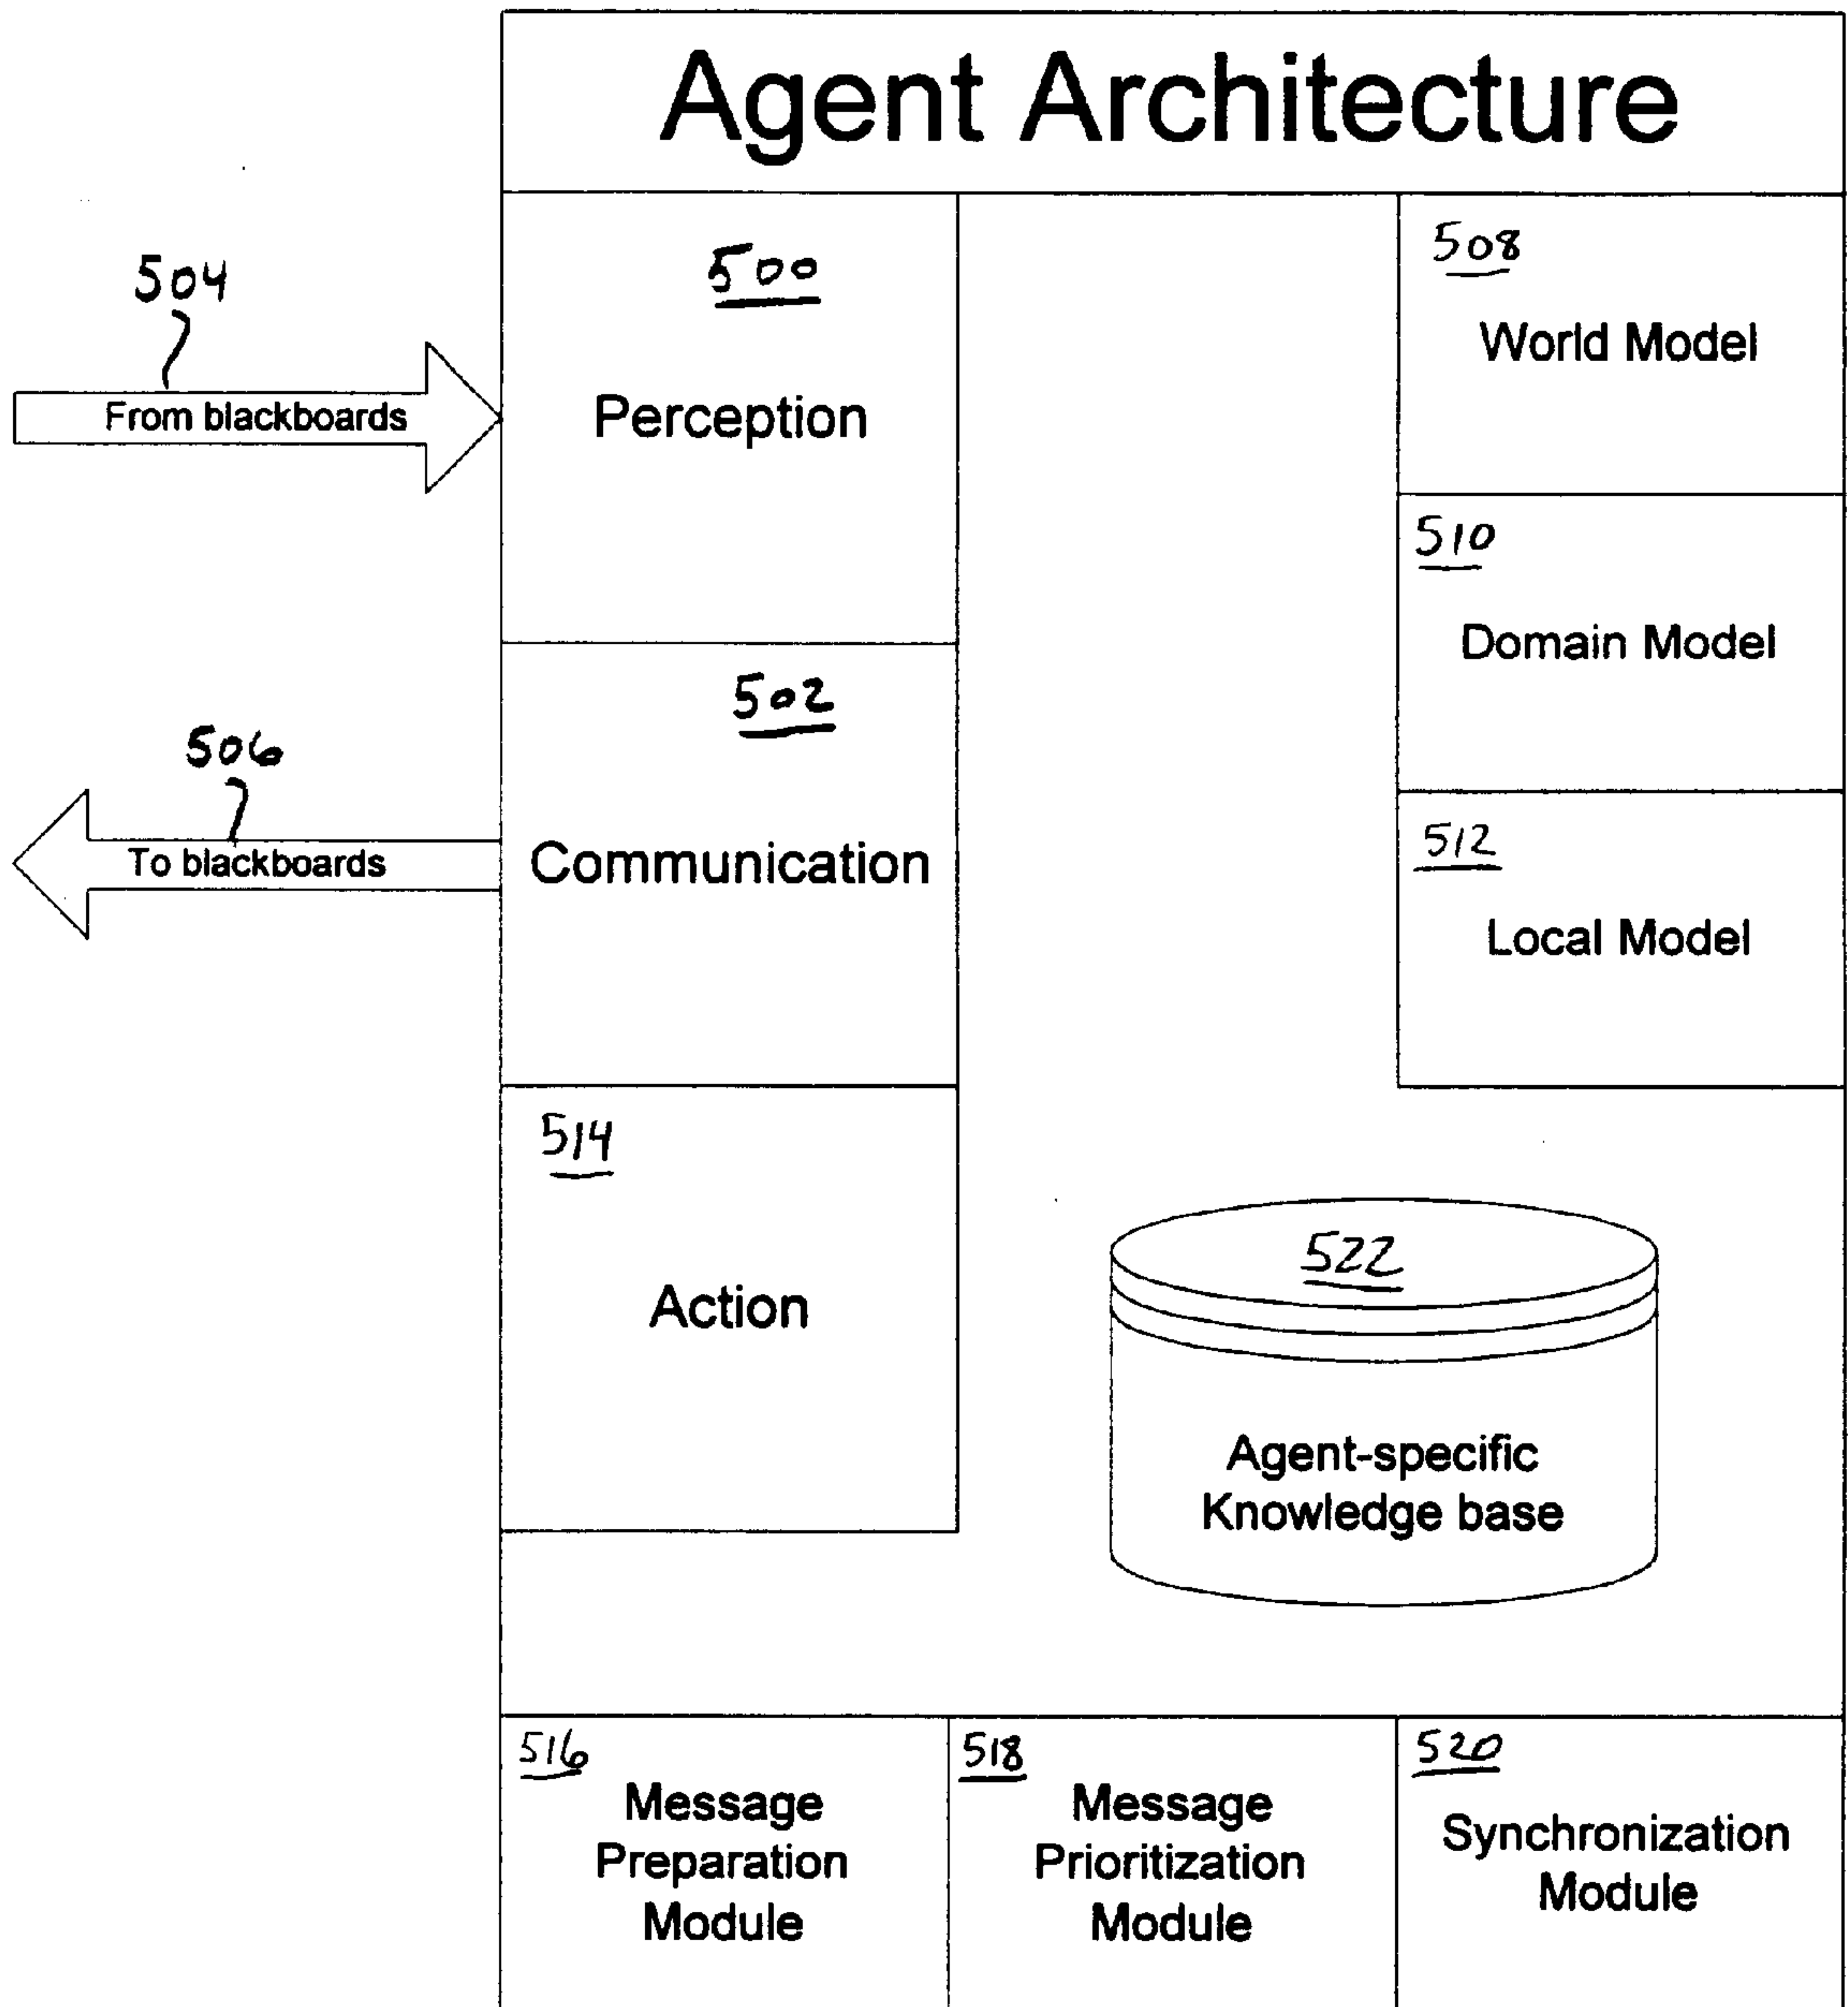 Agent Architecture
504
From blackboards
500
Perception
508
World Model
510
Domain Model
506
To blackboards
502
Communication
512
Local Model
514
Action
522
Agent-specific
Knowledge base
516
Message
Preparation
Module
518
Message
Prioritization
Module
520
Synchronization
Module